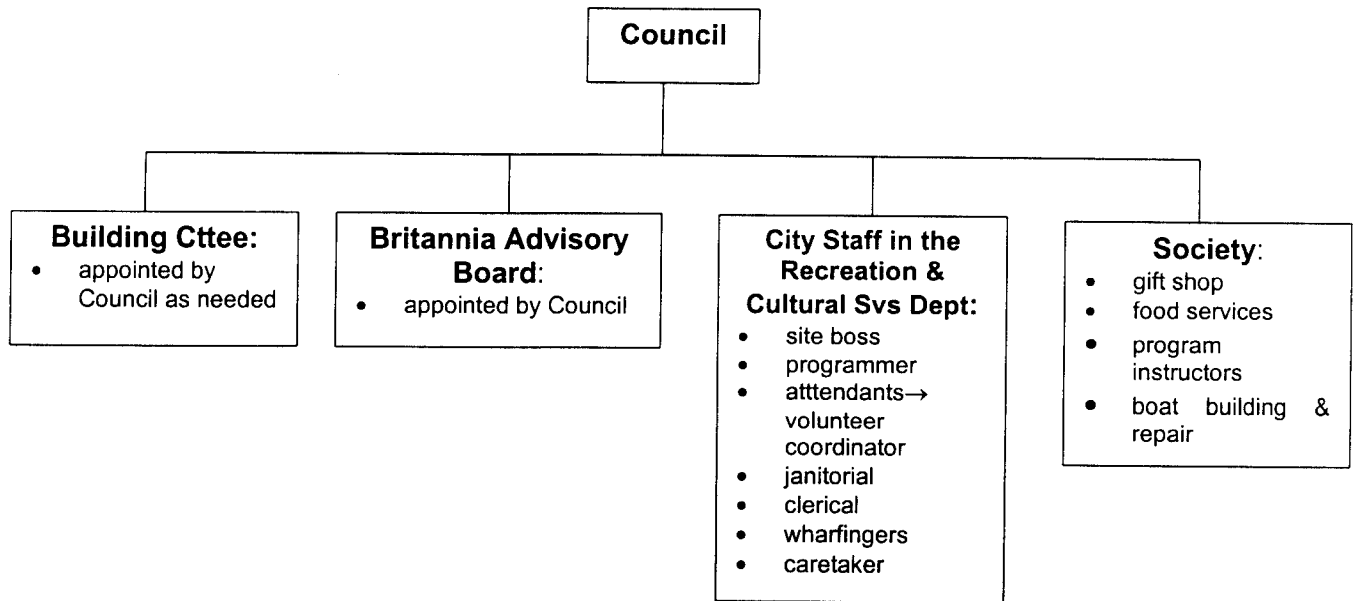 Council
Building Cttee:
• appointed by
Council as needed
Britannia Advisory
Board:
• appointed by Council
City Staff in the
Recreation &
Cultural Svs Dept:
• site boss
• programmer
• atttendants→
volunteer
coordinator
• janitorial
• clerical
• wharfingers
• caretaker
Society:
• gift shop
• food services
• program
instructors
• boat building &
repair